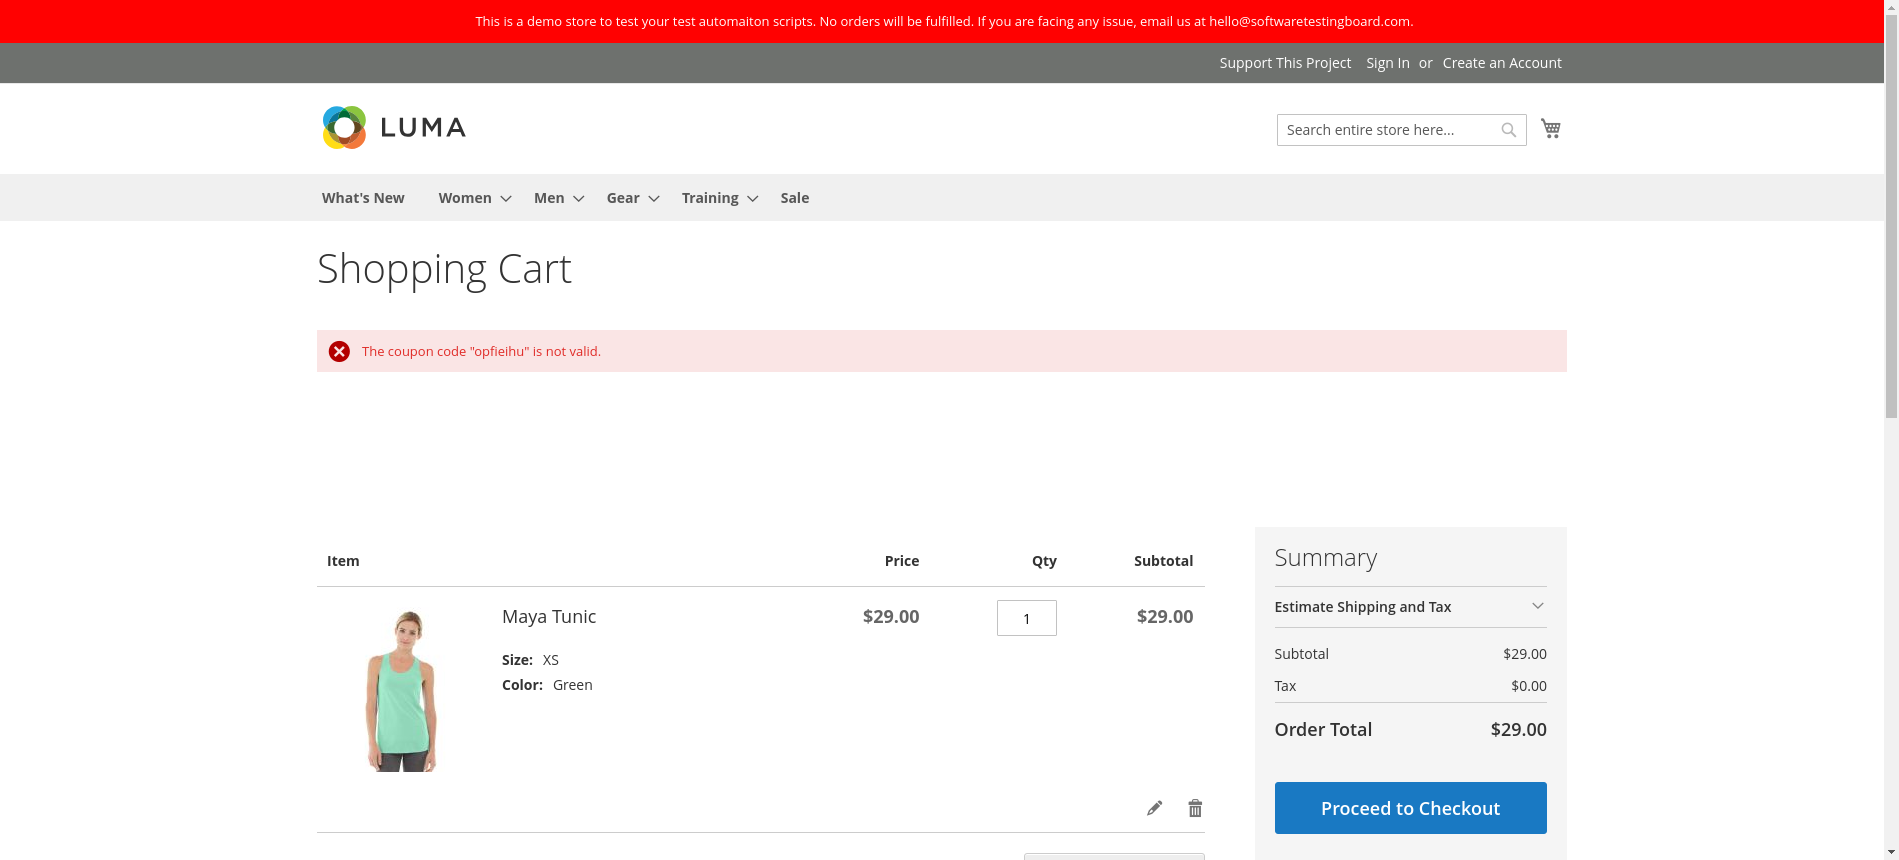 This is a demo store to test your test automaiton scripts. No orders will be fulfilled. If you are facing any issue, email us at hello@softwaretestingboard.com.
Support This Project Sign In or Create an Account
LUMA
Search entire store here...
What's New Women Men Gear Training Sale
Shopping Cart
The coupon code "opfieihu" is not valid.
Item Price Qty Subtotal
Maya Tunic $29.00 1 $29.00
Size: XS
Color: Green
Summary
Estimate Shipping and Tax
Subtotal $29.00
Tax $0.00
Order Total $29.00
Proceed to Checkout